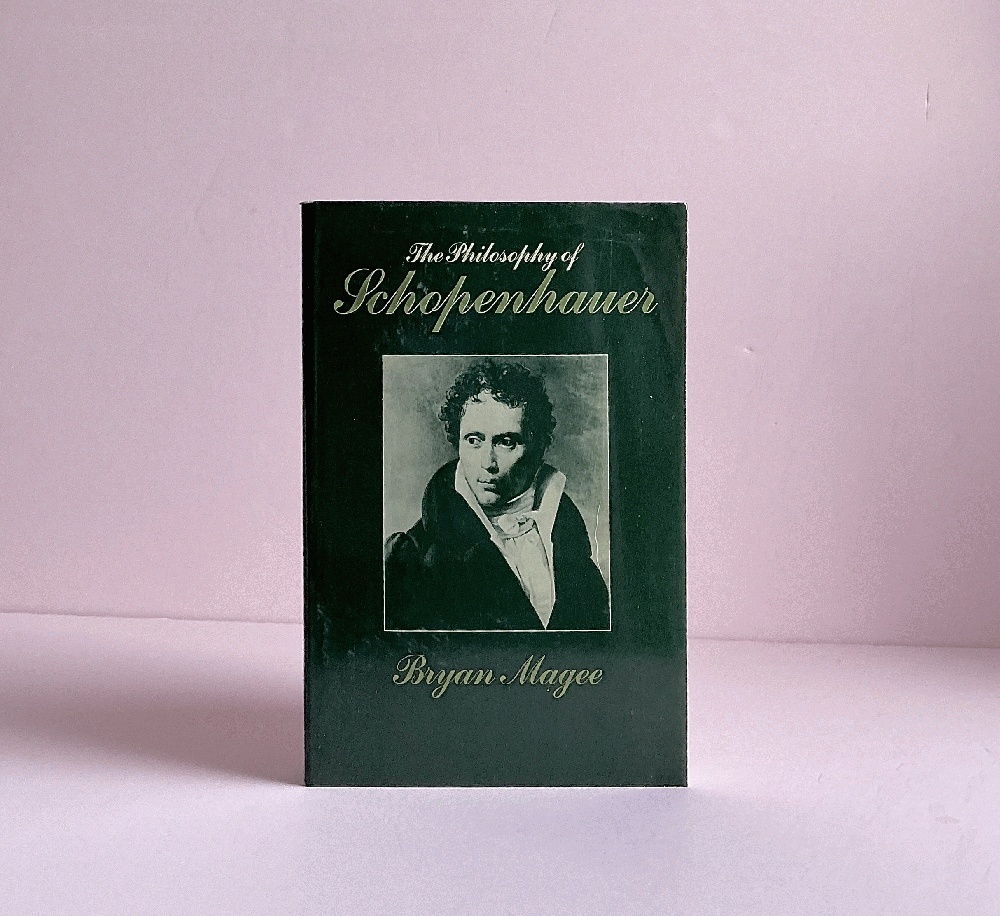 The Philosophy of
Schopenhauer
Bryan Magee